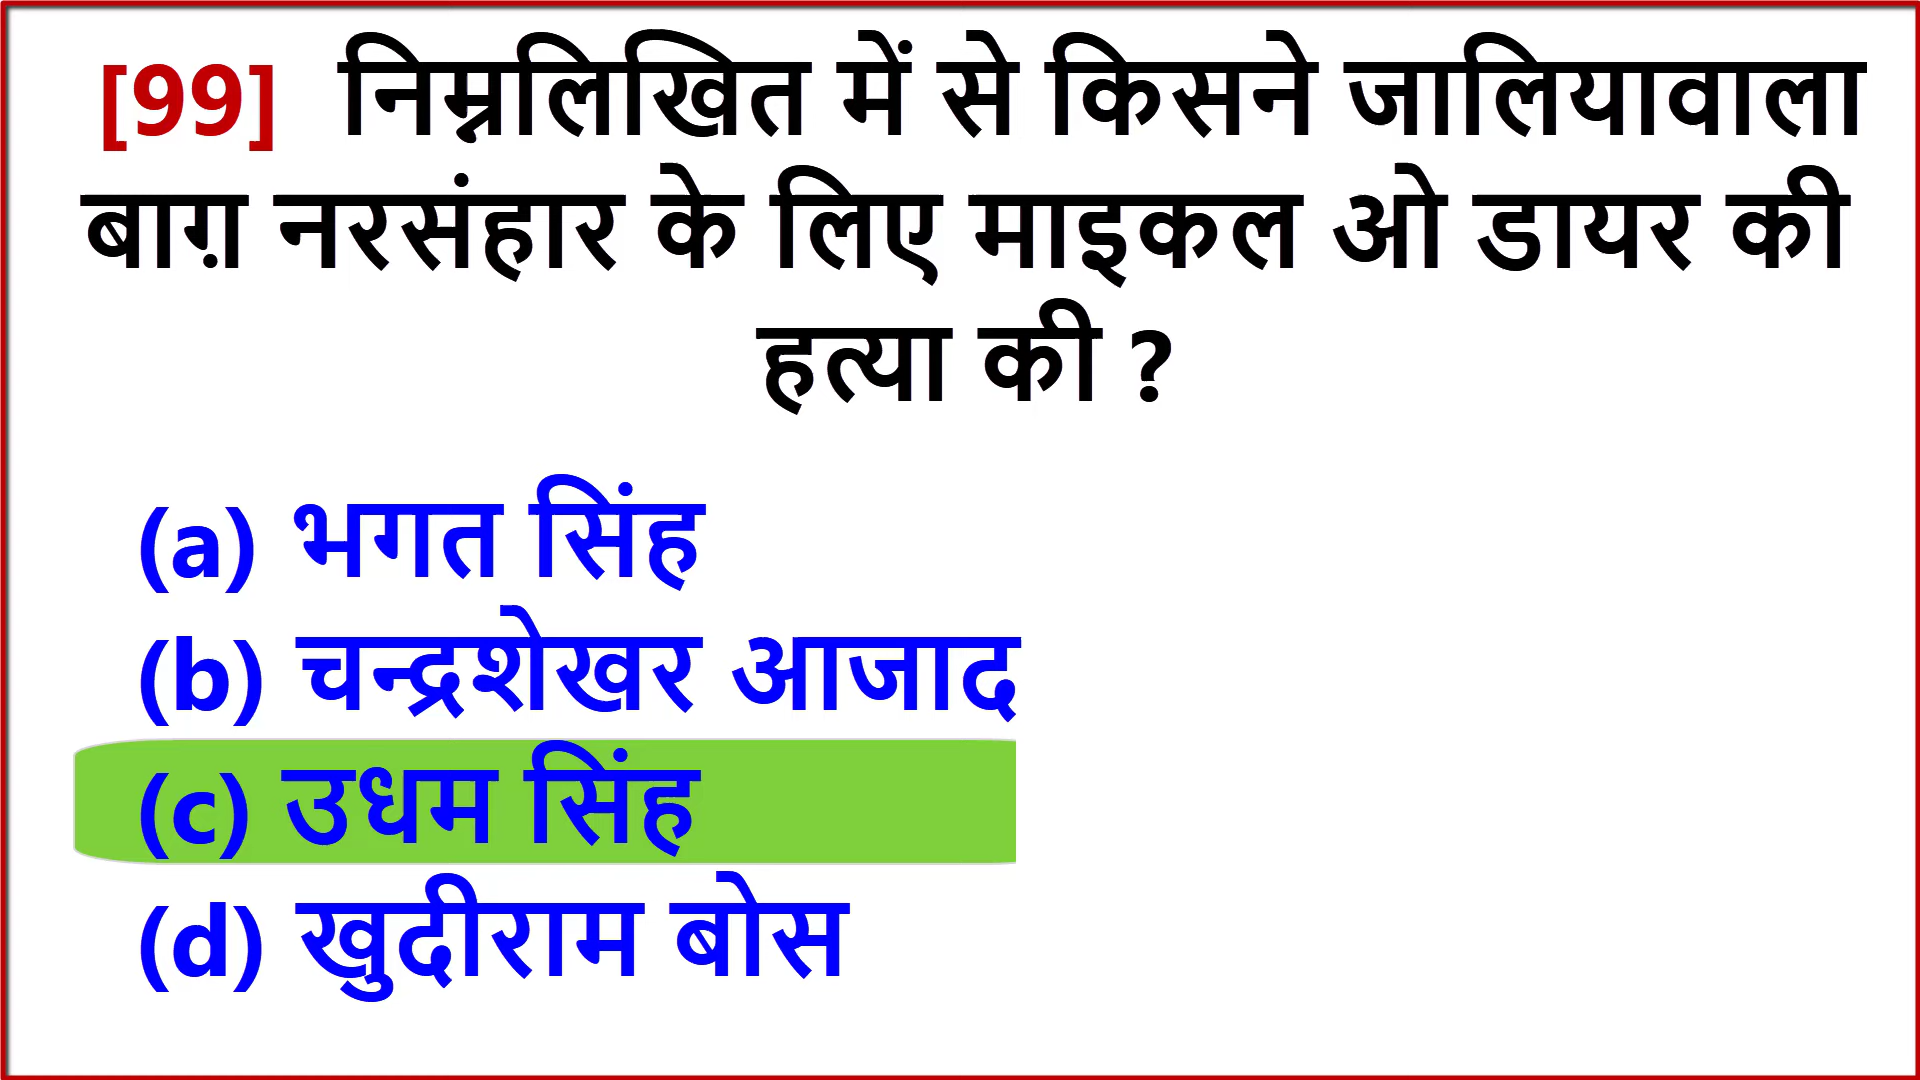 [99] निम्नलिखित में से किसने जालियावाला
बाग़ नरसंहार के लिए माइकल ओ डायर की
हत्या की ?
(a) भगत सिंह
(b) चन्द्रशेखर आजाद
(c) उधम सिंह
(d) खुदीराम बोस